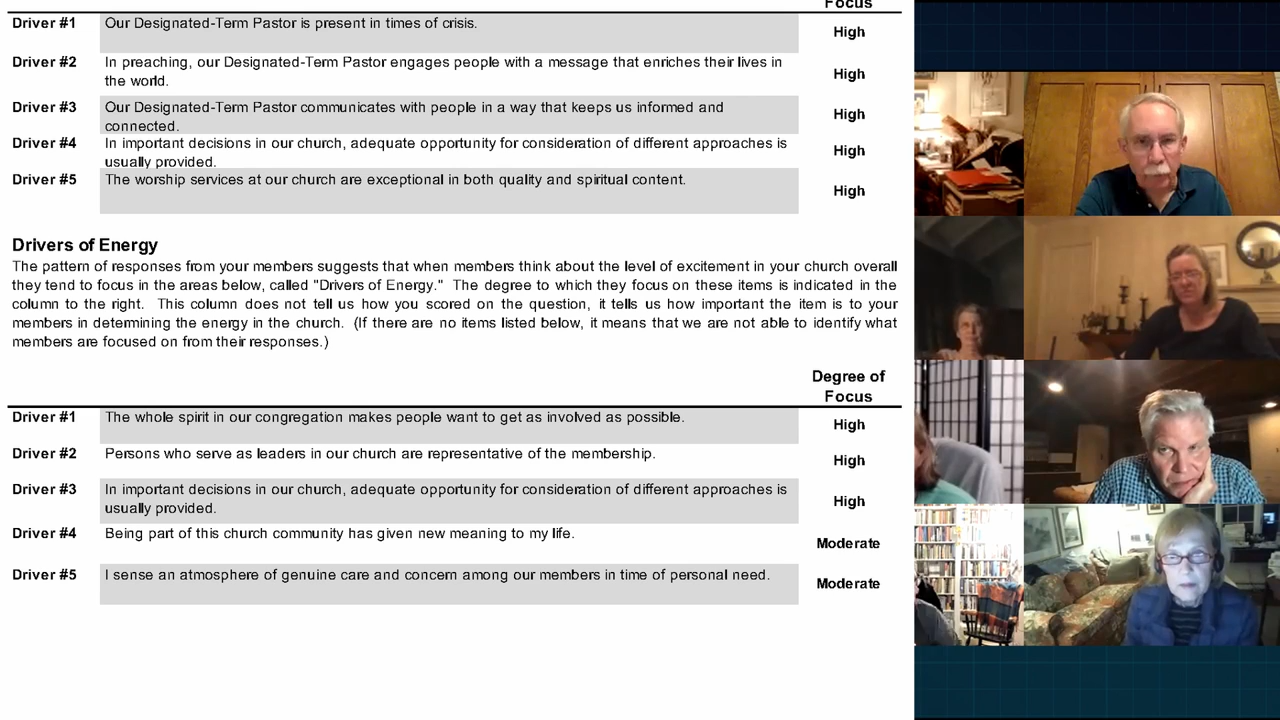 Focus
Driver #1 Our Designated-Term Pastor is present in times of crisis. High
Driver #2 In preaching, our Designated-Term Pastor engages people with a message that enriches their lives in
the world. High
Driver #3 Our Designated-Term Pastor communicates with people in a way that keeps us informed and
connected. High
Driver #4 In important decisions in our church, adequate opportunity for consideration of different approaches is
usually provided. High
Driver #5 The worship services at our church are exceptional in both quality and spiritual content. High
Drivers of Energy
The pattern of responses from your members suggests that when members think about the level of excitement in your church overall
they tend to focus in the areas below, called "Drivers of Energy." The degree to which they focus on these items is indicated in the
column to the right. This column does not tell us how you scored on the question, it tells us how important the item is to your
members in determining the energy in the church. (If there are no items listed below, it means that we are not able to identify what
members are focused on from their responses.)
Degree of
Focus
Driver #1 The whole spirit in our congregation makes people want to get as involved as possible. High
Driver #2 Persons who serve as leaders in our church are representative of the membership. High
Driver #3 In important decisions in our church, adequate opportunity for consideration of different approaches is
usually provided. High
Driver #4 Being part of this church community has given new meaning to my life. Moderate
Driver #5 I sense an atmosphere of genuine care and concern among our members in time of personal need. Moderate